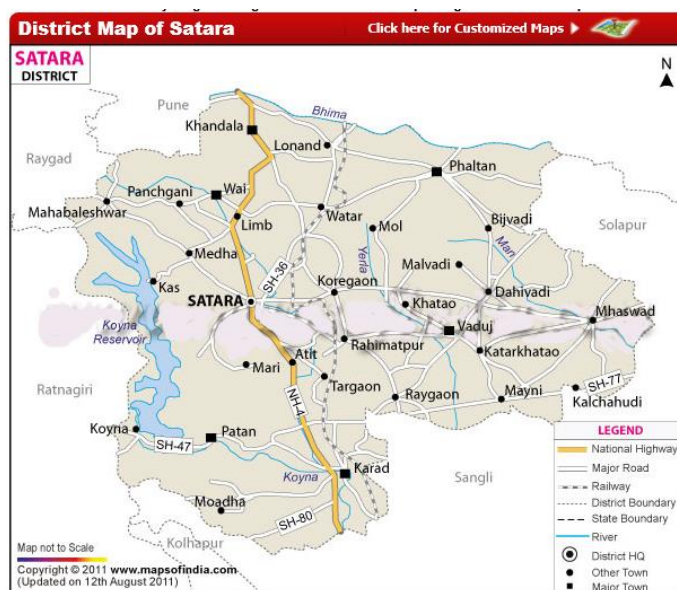 District Map of Satara
Click here for Customized Maps
SATARA
DISTRICT
N
Pune
Bhima
Khandala
Lonand
Raygad
Phaltan
Panchgani
Wai
Solapur
Mahabaleshwar
Limb
Watar
Mol
Bijvadi
Man
Medha
SH-36
Yerla
Malvadi
Kas
Koregaon
Dahivadi
SATARA
Khatao
Mhaswad
Koyna
Reservoir
Vaduj
Rahimatpur
Atit
Katarkhatao
Mari
Ratnagiri
Targaon
SH-77
NH-4
Raygaon
Mayni
Kalchahudi
Koyna
Patan
SH-47
LEGEND
National Highway
Major Road
Railway
District Boundary
State Boundary
River
District HQ
Other Town
Major Town
Koyna
Karad
Sangli
Moadha
SH-80
Kolhapur
Map not to Scale
Copyright © 2011 www.mapsofindia.com
(Updated on 12th August 2011)